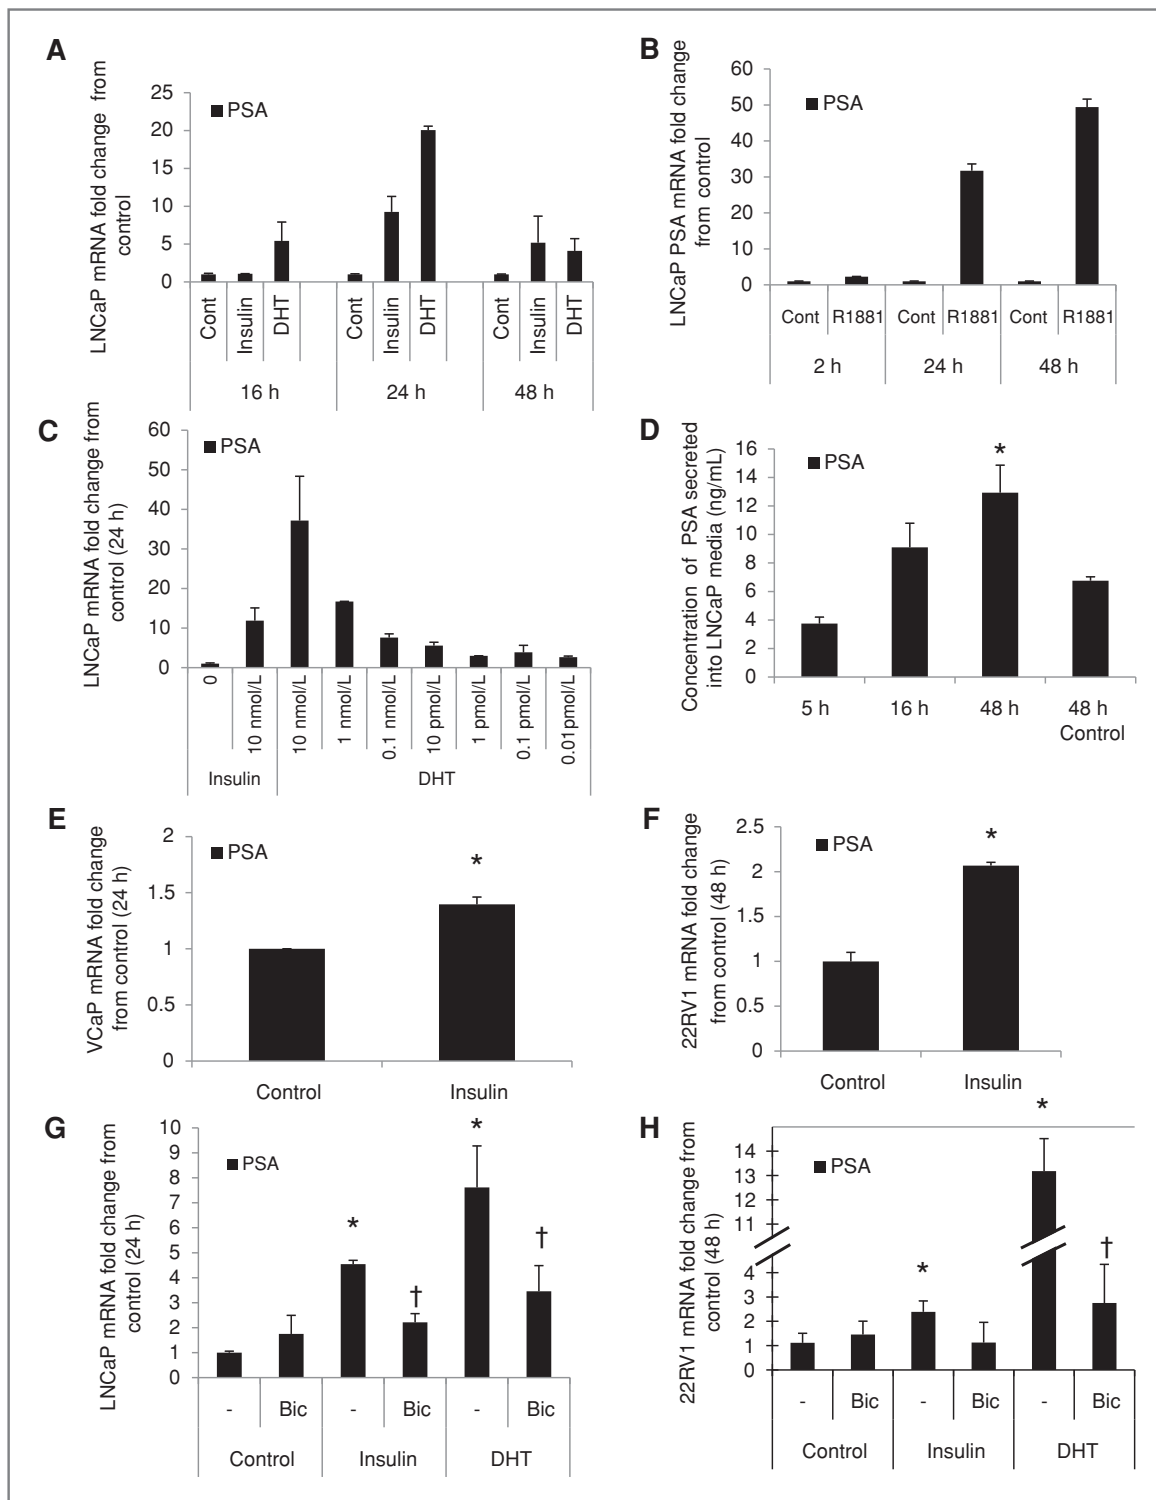 A
LNCaP mRNA fold change from
control
25
20
15
10
5
0
PSA
Cont
Insulin
DHT
Cont
Insulin
DHT
Cont
Insulin
DHT
16 h
24 h
48 h
B
LNCaP PSA mRNA fold change
from control
60
50
40
30
20
10
0
PSA
Cont
R1881
Cont
R1881
Cont
R1881
2 h
24 h
48 h
C
LNCaP mRNA fold change from
control (24 h)
60
50
40
30
20
10
0
PSA
0
10 nmol/L
10 nmol/L
1 nmol/L
0.1 nmol/L
10 pmol/L
1 pmol/L
0.1 pmol/L
0.01pmol/L
Insulin
DHT
D
Concentration of PSA secreted
into LNCaP media (ng/mL)
16
14
12
10
8
6
4
2
0
PSA
*
5 h
16 h
48 h
48 h
Control
E
VCaP mRNA fold change
from control (24 h)
2
1.5
1
0.5
0
PSA
*
Control
Insulin
F
22RV1 mRNA fold change
from control (48 h)
2.5
2
1.5
1
0.5
0
PSA
*
Control
Insulin
G
LNCaP mRNA fold change from
control (24 h)
10
9
8
7
6
5
4
3
2
1
0
PSA
*
†
*
†
-
Bic
-
Bic
-
Bic
Control
Insulin
DHT
H
22RV1 mRNA fold change from
control (48 h)
14
13
12
11
4
3
2
1
0
PSA
*
*
†
-
Bic
-
Bic
-
Bic
Control
Insulin
DHT